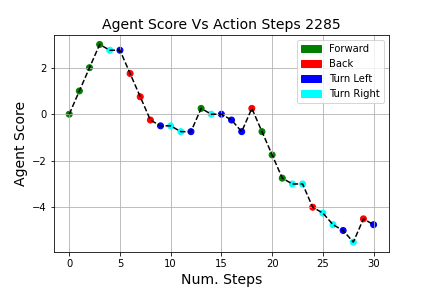 Agent Score Vs Action Steps 2285
Forward
Back
Turn Left
Turn Right
Agent Score
2
0
−2
−4
0
5
10
15
20
25
30
Num. Steps